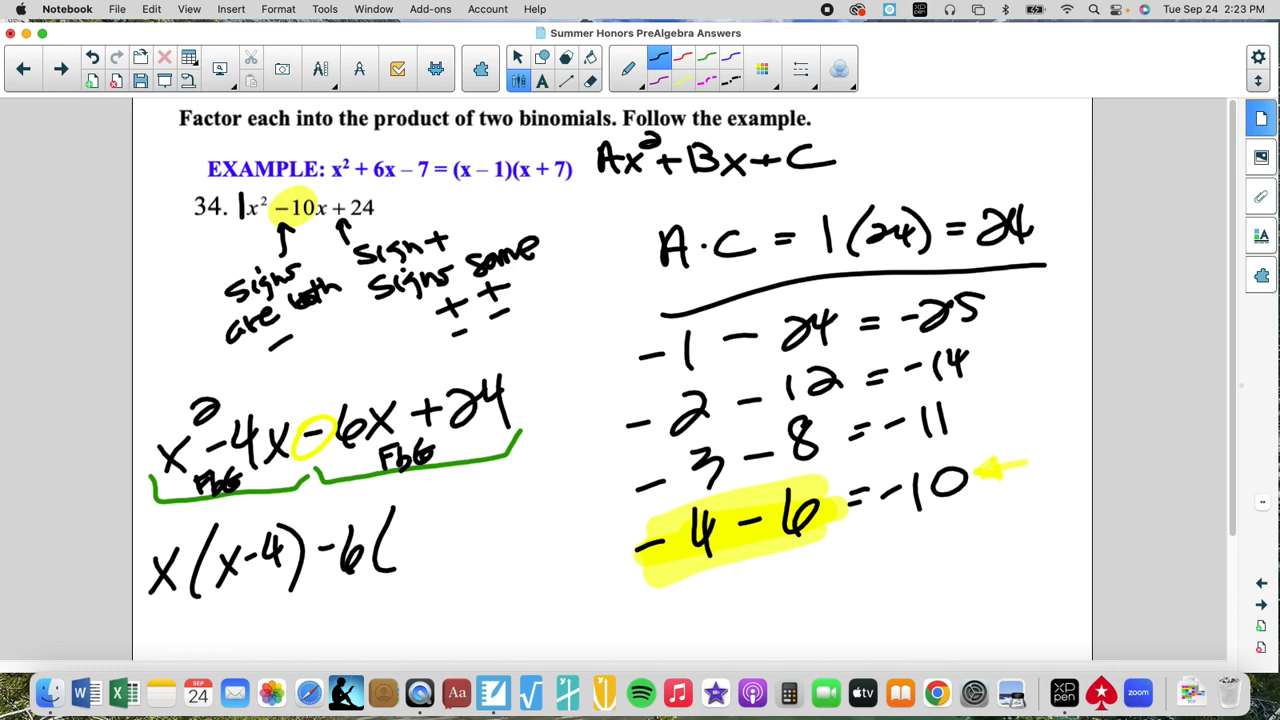 Notebook File Edit View Insert Format Tools Window Add-ons Account Help Tue Sep 24 2:23 PM
Summer Honors PreAlgebra Answers
Factor each into the product of two binomials. Follow the example.
EXAMPLE: x² + 6x – 7 = (x – 1)(x + 7)
Ax² + Bx + C
34. 1x² – 10x + 24
signs are both –
sign +
signs same
+ +
– –
A · C = 1(24) = 24
-1 - 24 = -25
-2 - 12 = -14
-3 - 8 = -11
-4 - 6 = -10
x² - 4x - 6x + 24
FbG FbG
x(x-4) - 6(
SEP
24
zoom